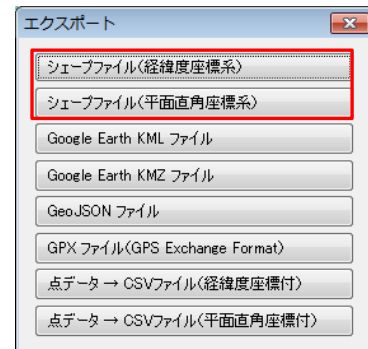 エクスポート
シェープファイル(経緯度座標系)
シェープファイル(平面直角座標系)
Google Earth KML ファイル
Google Earth KMZ ファイル
GeoJSON ファイル
GPX ファイル(GPS Exchange Format)
点データ → CSVファイル(経緯度座標付)
点データ → CSVファイル(平面直角座標付)